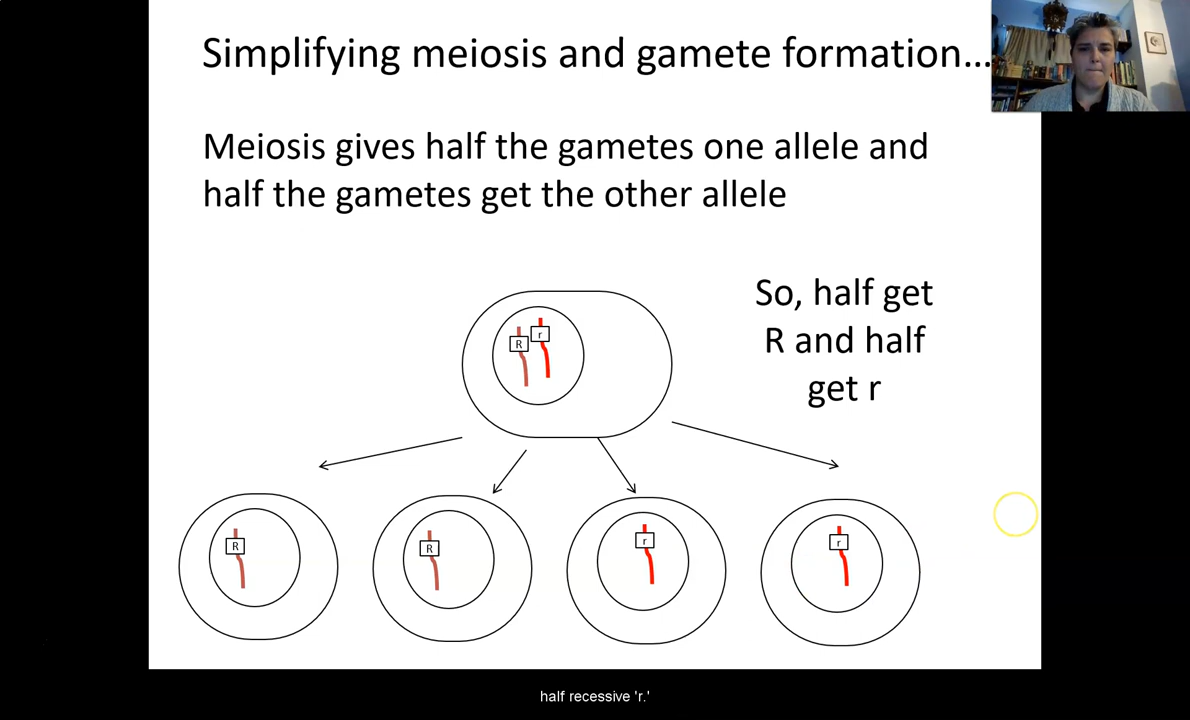 Simplifying meiosis and gamete formation...
Meiosis gives half the gametes one allele and
half the gametes get the other allele
So, half get
R and half
get r
R
r
R
R
r
r
half recessive 'r.'